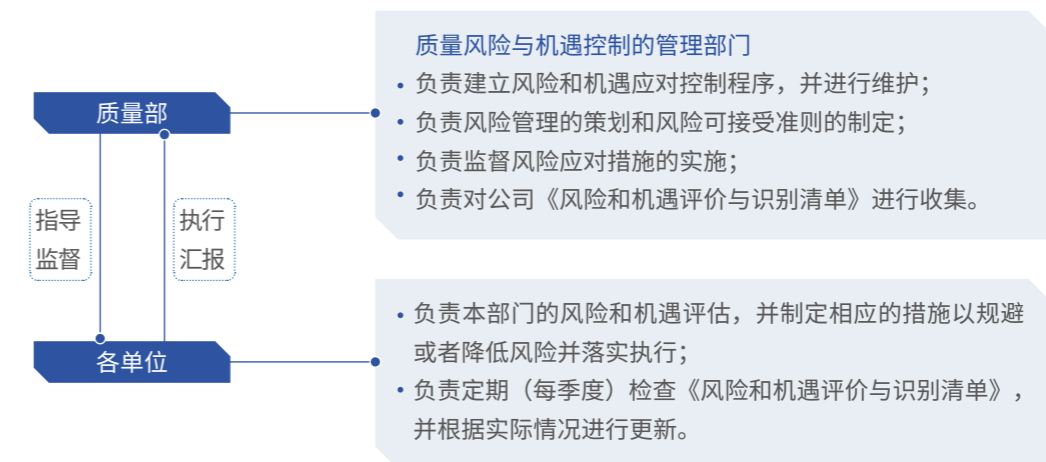 质量部
质量风险与机遇控制的管理部门
• 负责建立风险和机遇应对控制程序，并进行维护；
• 负责风险管理的策划和风险可接受准则的制定；
• 负责监督风险应对措施的实施；
• 负责对公司《风险和机遇评价与识别清单》进行收集。
指导
监督
执行
汇报
各单位
• 负责本部门的风险和机遇评估，并制定相应的措施以规避
或者降低风险并落实执行；
• 负责定期（每季度）检查《风险和机遇评价与识别清单》，
并根据实际情况进行更新。